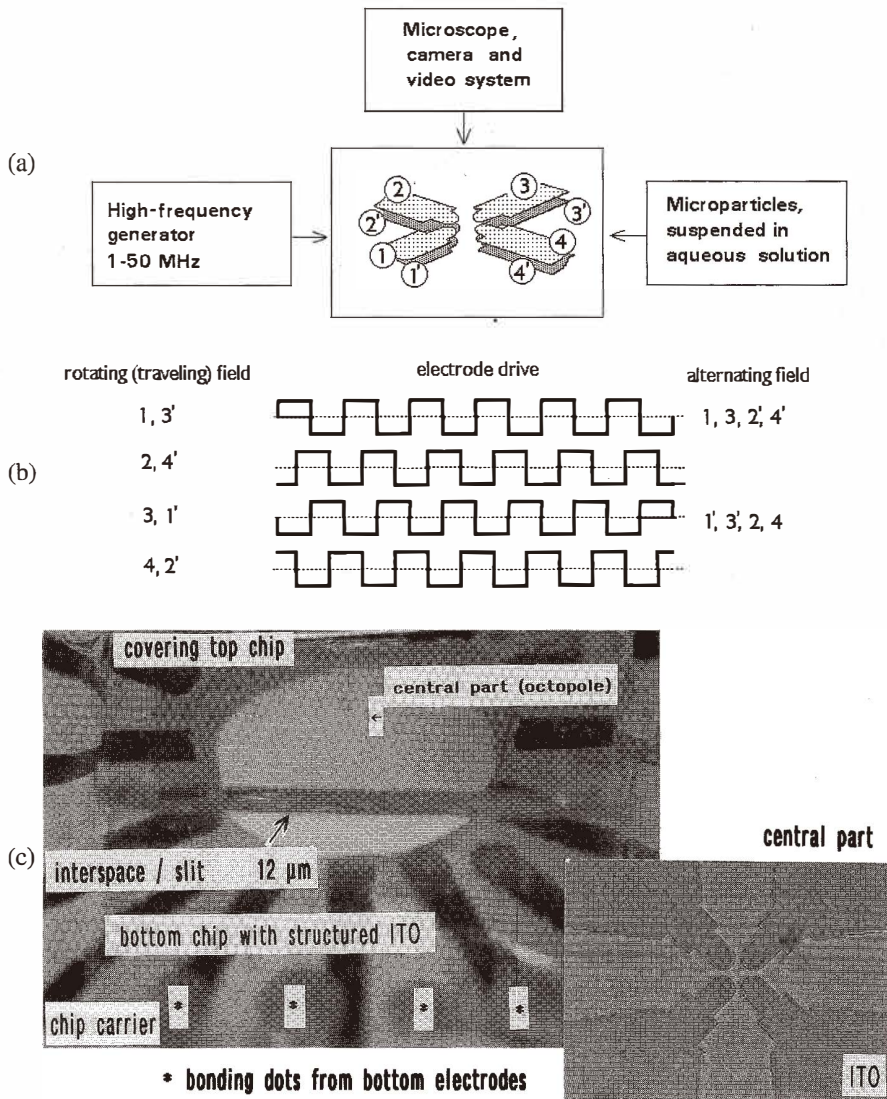 Microscope,
camera and
video system
(a)
High-frequency
generator
1-50 MHz
2
3
2'
3'
1
4
1'
4'
Microparticles,
suspended in
aqueous solution
rotating (traveling) field
electrode drive
alternating field
(b)
1, 3'
1, 3, 2', 4'
2, 4'
3, 1'
1', 3', 2, 4
4, 2'
(c)
covering top chip
central part (octopole)
central part
interspace / slit 12 µm
bottom chip with structured ITO
* * * *
chip carrier
ITO
* bonding dots from bottom electrodes